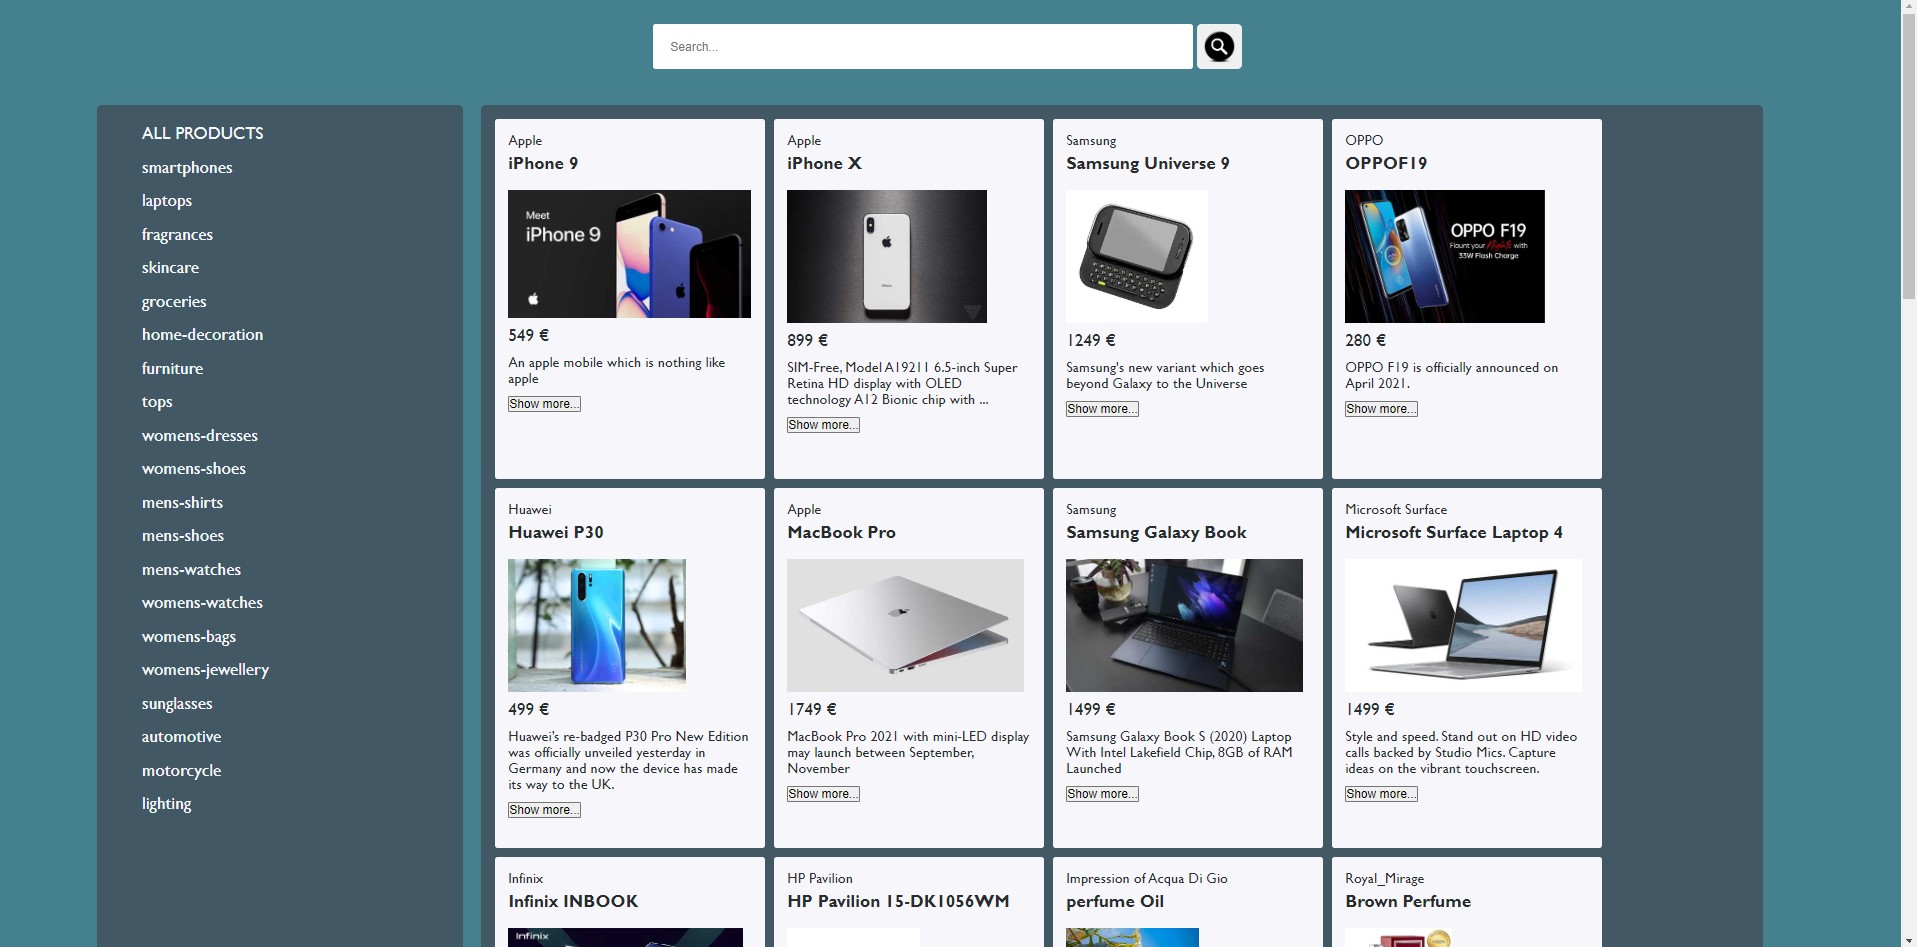 Search...
ALL PRODUCTS
smartphones
laptops
fragrances
skincare
groceries
home-decoration
furniture
tops
womens-dresses
womens-shoes
mens-shirts
mens-shoes
mens-watches
womens-watches
womens-bags
womens-jewellery
sunglasses
automotive
motorcycle
lighting
Apple
iPhone 9
Meet
iPhone 9
549 €
An apple mobile which is nothing like
apple
Show more...
Apple
iPhone X
899 €
SIM-Free, Model A19211 6.5-inch Super
Retina HD display with OLED
technology A12 Bionic chip with ...
Show more...
Samsung
Samsung Universe 9
1249 €
Samsung's new variant which goes
beyond Galaxy to the Universe
Show more...
OPPO
OPPOF19
OPPO F19
Flaunt your Nights with
33W Flash Charge
280 €
OPPO F19 is officially announced on
April 2021.
Show more...
Huawei
Huawei P30
499 €
Huawei’s re-badged P30 Pro New Edition
was officially unveiled yesterday in
Germany and now the device has made
its way to the UK.
Show more...
Apple
MacBook Pro
1749 €
MacBook Pro 2021 with mini-LED display
may launch between September,
November
Show more...
Samsung
Samsung Galaxy Book
1499 €
Samsung Galaxy Book S (2020) Laptop
With Intel Lakefield Chip, 8GB of RAM
Launched
Show more...
Microsoft Surface
Microsoft Surface Laptop 4
1499 €
Style and speed. Stand out on HD video
calls backed by Studio Mics. Capture
ideas on the vibrant touchscreen.
Show more...
Infinix
Infinix INBOOK
Infinix
HP Pavilion
HP Pavilion 15-DK1056WM
Impression of Acqua Di Gio
perfume Oil
Royal_Mirage
Brown Perfume